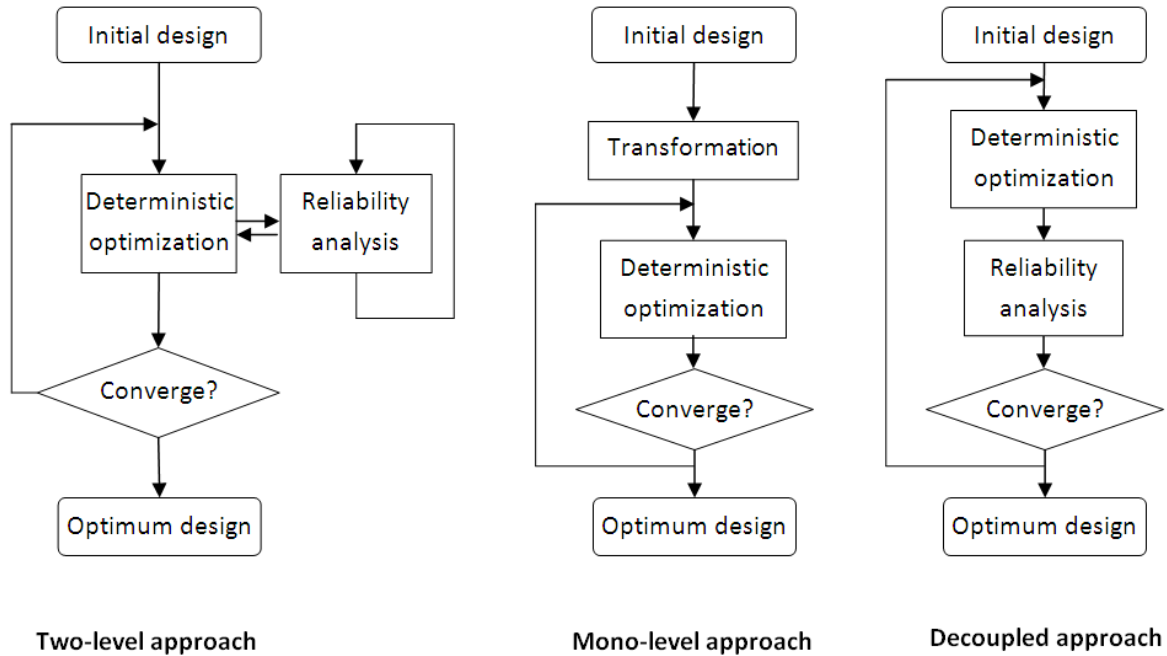 Initial design
Deterministic
optimization
Reliability
analysis
Converge?
Optimum design
Two-level approach
Initial design
Transformation
Deterministic
optimization
Converge?
Optimum design
Mono-level approach
Initial design
Deterministic
optimization
Reliability
analysis
Converge?
Optimum design
Decoupled approach